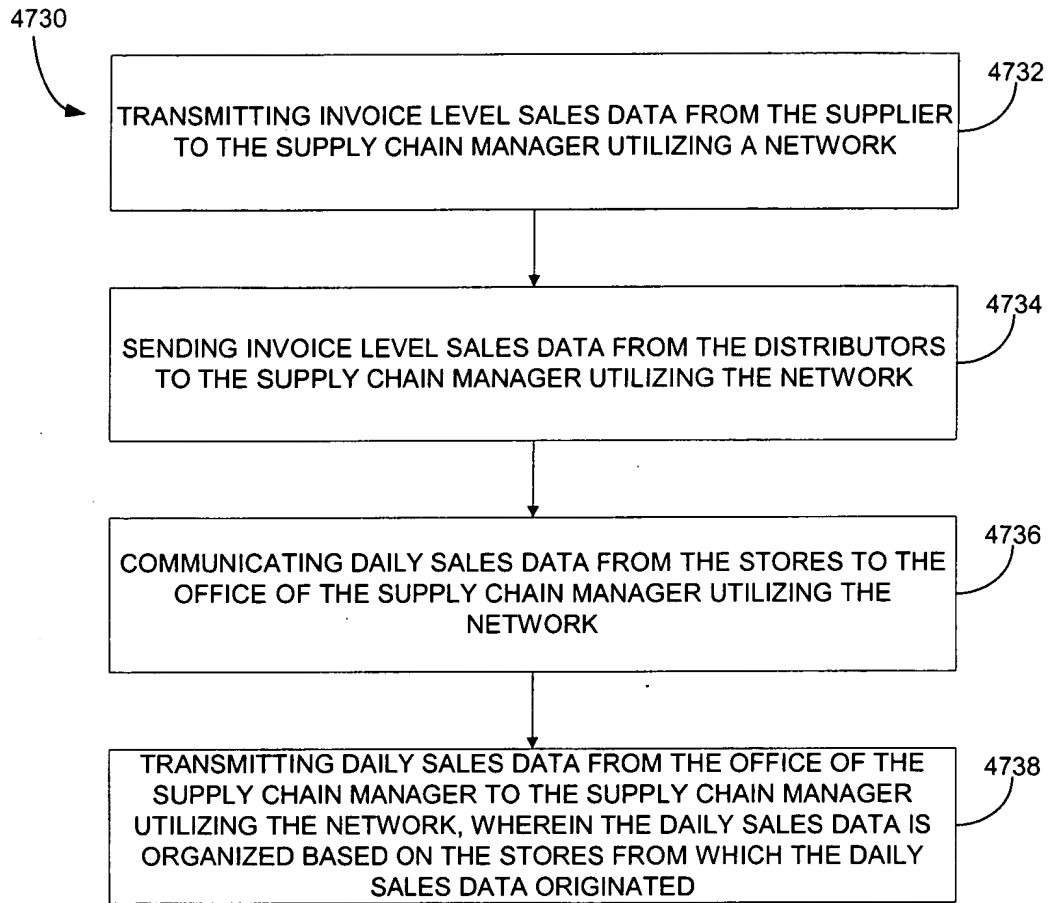 4730
4732
TRANSMITTING INVOICE LEVEL SALES DATA FROM THE SUPPLIER
TO THE SUPPLY CHAIN MANAGER UTILIZING A NETWORK
4734
SENDING INVOICE LEVEL SALES DATA FROM THE DISTRIBUTORS
TO THE SUPPLY CHAIN MANAGER UTILIZING THE NETWORK
4736
COMMUNICATING DAILY SALES DATA FROM THE STORES TO THE
OFFICE OF THE SUPPLY CHAIN MANAGER UTILIZING THE
NETWORK
4738
TRANSMITTING DAILY SALES DATA FROM THE OFFICE OF THE
SUPPLY CHAIN MANAGER TO THE SUPPLY CHAIN MANAGER
UTILIZING THE NETWORK, WHEREIN THE DAILY SALES DATA IS
ORGANIZED BASED ON THE STORES FROM WHICH THE DAILY
SALES DATA ORIGINATED